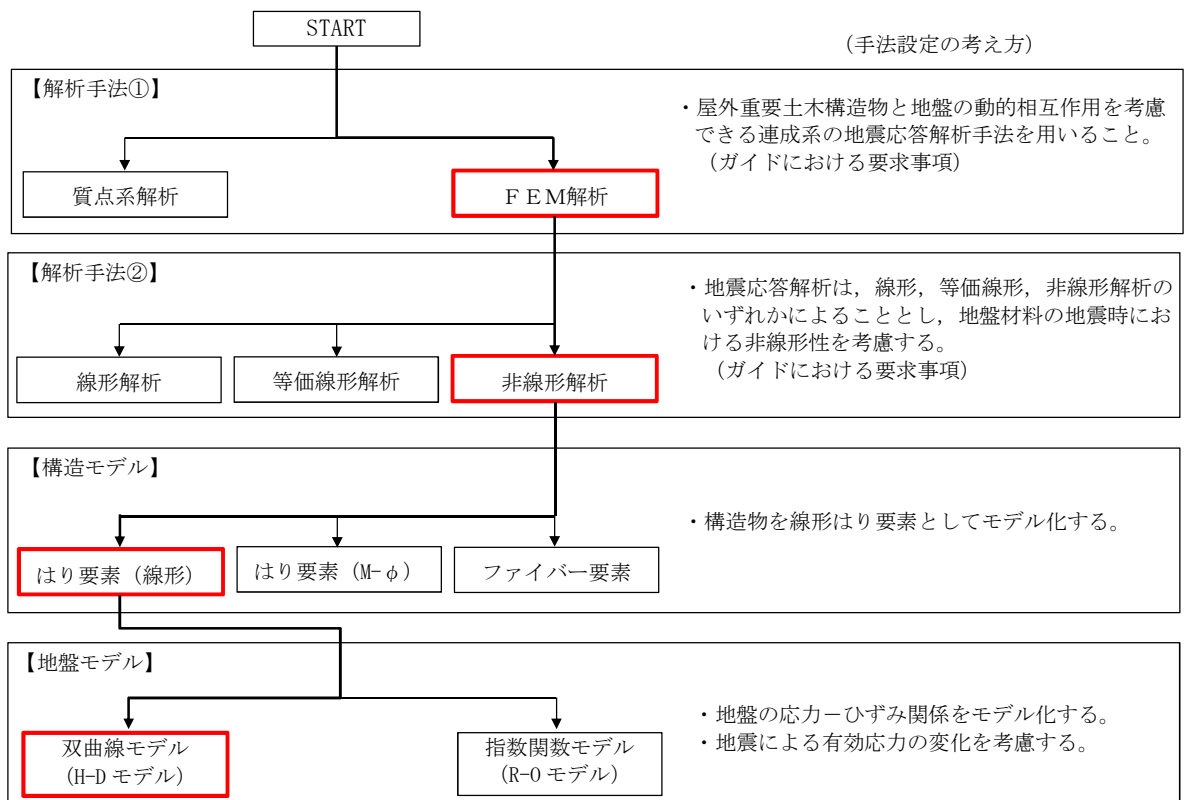 START
(手法設定の考え方)
【解析手法①】
・屋外重要土木構造物と地盤の動的相互作用を考慮
できる連成系の地震応答解析手法を用いること。
(ガイドにおける要求事項)
質点系解析
ＦＥＭ解析
【解析手法②】
・地震応答解析は，線形，等価線形，非線形解析の
いずれかによることとし，地盤材料の地震時にお
ける非線形性を考慮する。
(ガイドにおける要求事項)
線形解析
等価線形解析
非線形解析
【構造モデル】
・構造物を線形はり要素としてモデル化する。
はり要素（線形）
はり要素（M-φ）
ファイバー要素
【地盤モデル】
・地盤の応力－ひずみ関係をモデル化する。
・地震による有効応力の変化を考慮する。
双曲線モデル
(H-D モデル)
指数関数モデル
(R-O モデル)